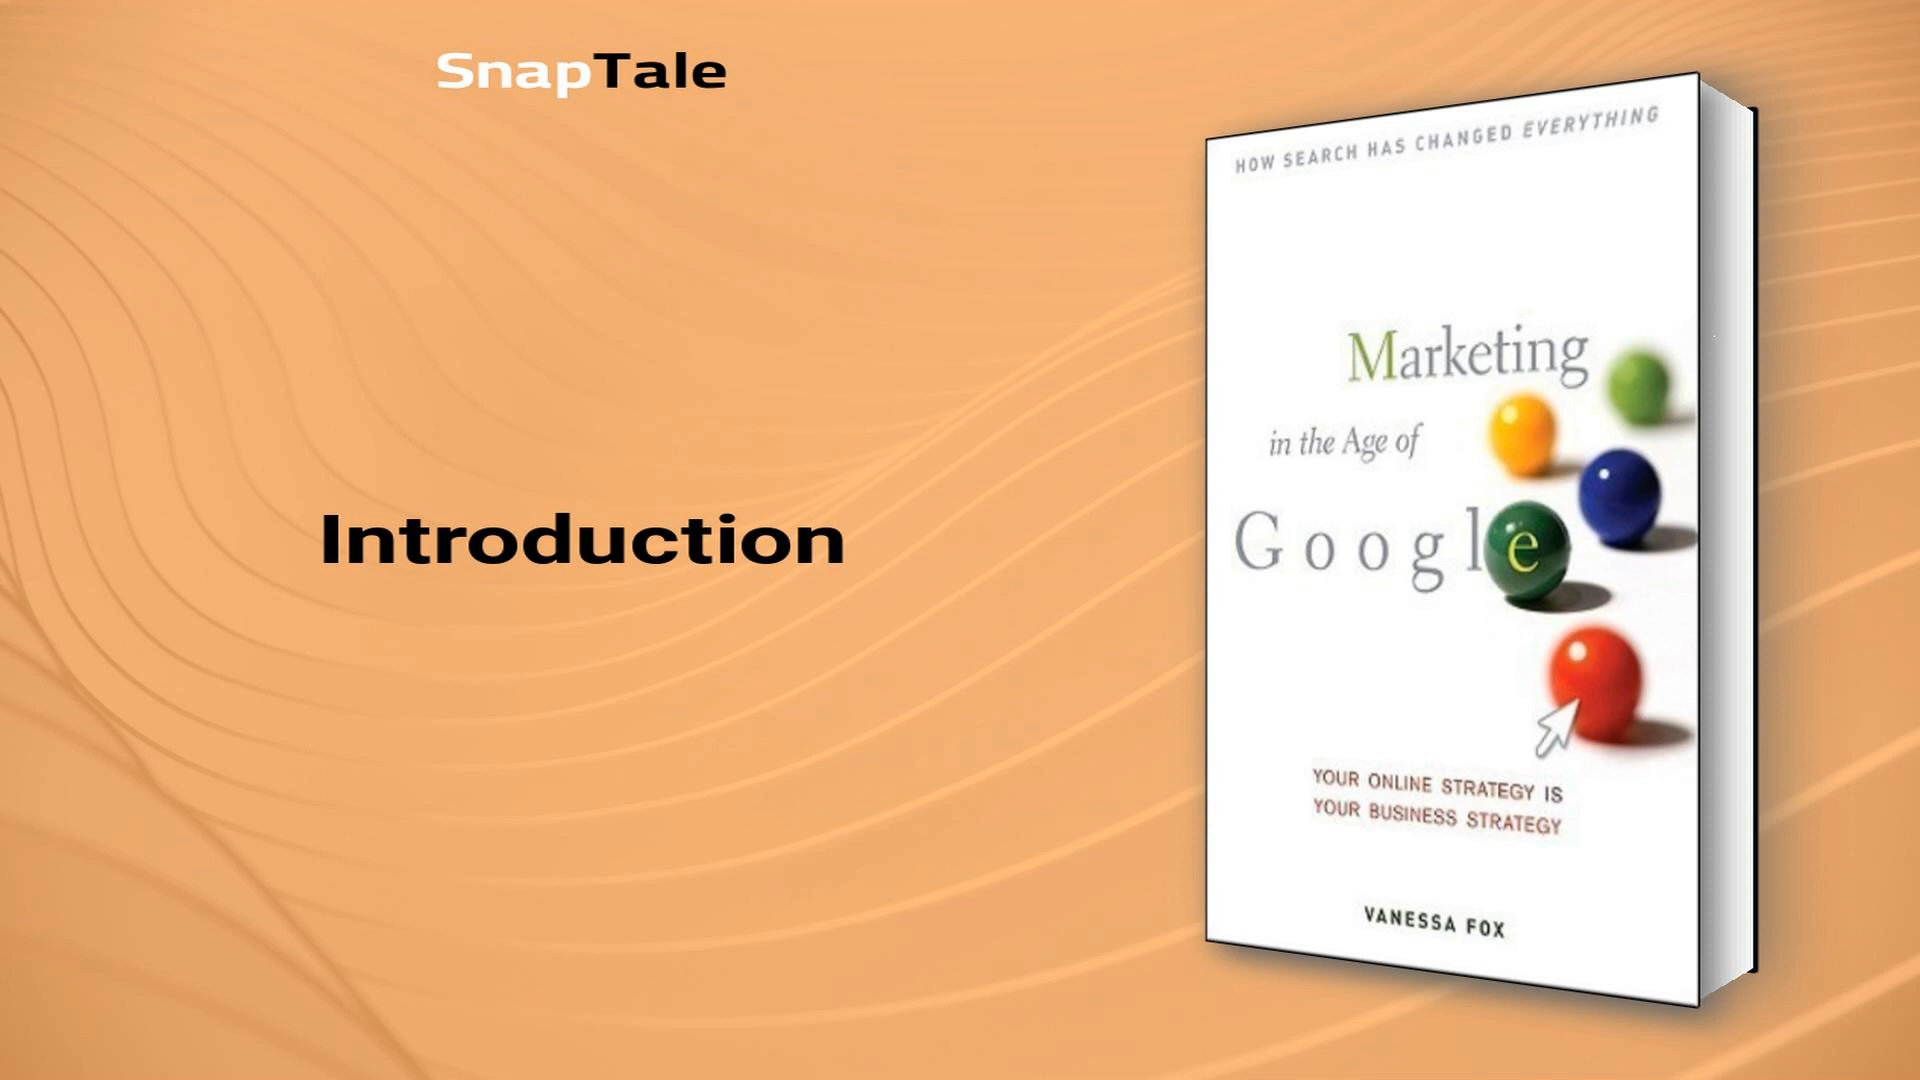 SnapTale
Introduction
HOW SEARCH HAS CHANGED EVERYTHING
Marketing
in the Age of
Google
YOUR ONLINE STRATEGY IS
YOUR BUSINESS STRATEGY
VANESSA FOX